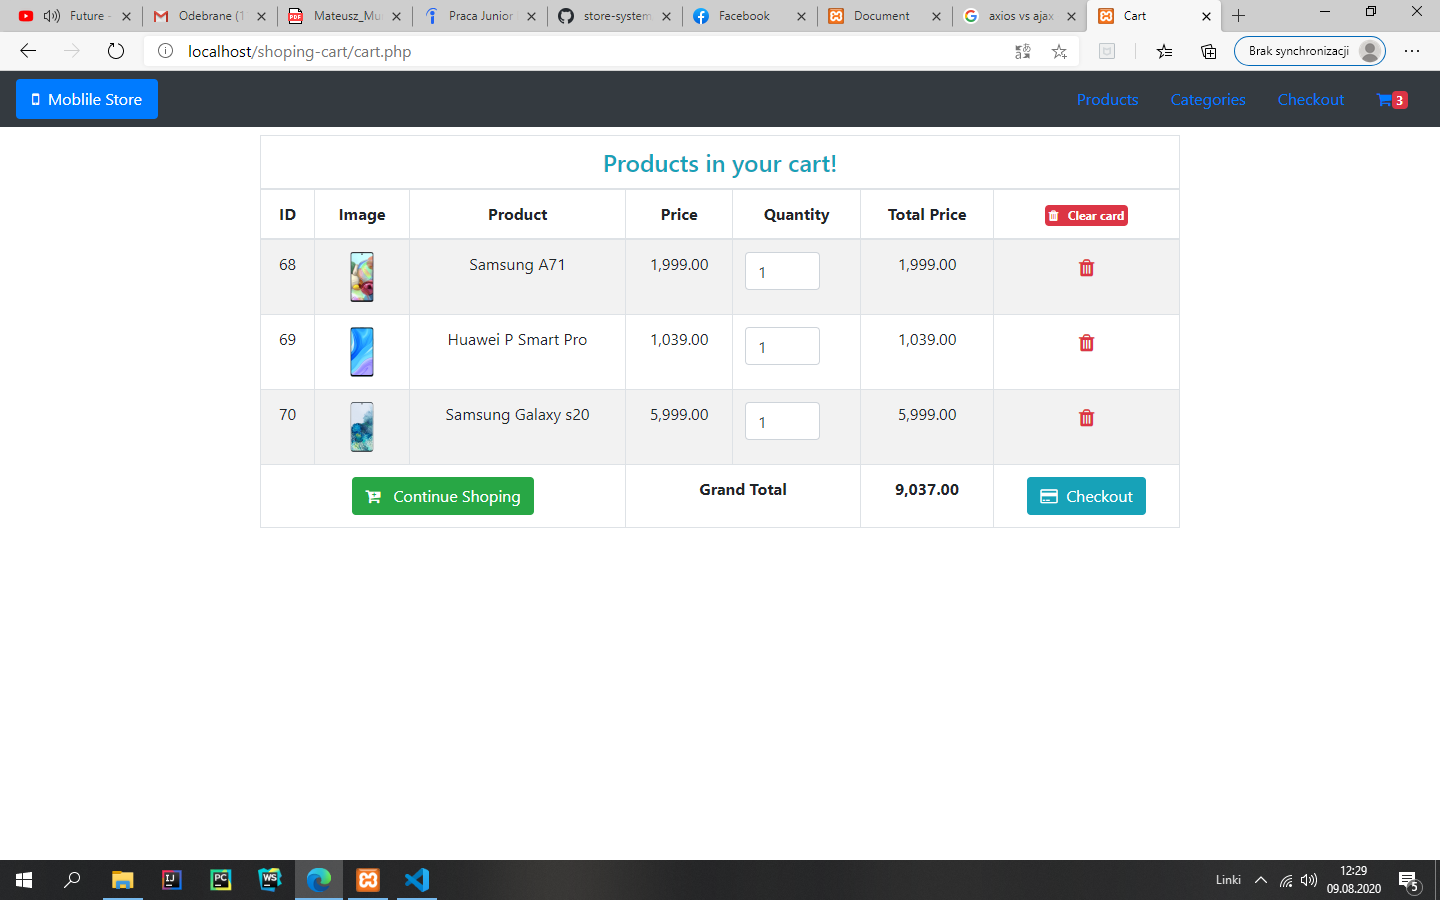 Future -
Odebrane (1
Mateusz_Mu
Praca Junior
store-system
Facebook
Document
axios vs ajax
Cart
localhost/shoping-cart/cart.php
Brak synchronizacji
Moblile Store
Products
Categories
Checkout
3
Products in your cart!
ID Image Product Price Quantity Total Price Clear card
68 Samsung A71 1,999.00 1 1,999.00
69 Huawei P Smart Pro 1,039.00 1 1,039.00
70 Samsung Galaxy s20 5,999.00 1 5,999.00
Continue Shoping Grand Total 9,037.00 Checkout
IJ
PC
WS
Linki
12:29
09.08.2020
5